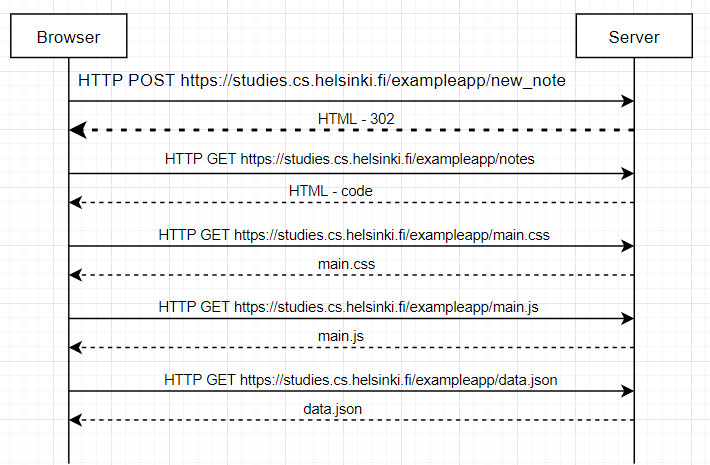 Browser
Server
HTTP POST https://studies.cs.helsinki.fi/exampleapp/new_note
HTML - 302
HTTP GET https://studies.cs.helsinki.fi/exampleapp/notes
HTML - code
HTTP GET https://studies.cs.helsinki.fi/exampleapp/main.css
main.css
HTTP GET https://studies.cs.helsinki.fi/exampleapp/main.js
main.js
HTTP GET https://studies.cs.helsinki.fi/exampleapp/data.json
data.json